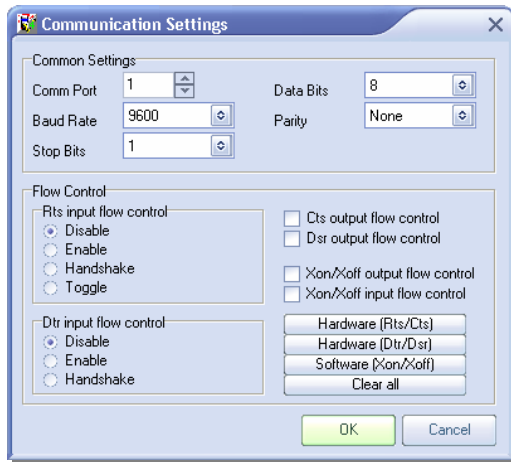 Communication Settings
Common Settings
Comm Port 1
Data Bits 8
Baud Rate 9600
Parity None
Stop Bits 1
Flow Control
Rts input flow control
Disable
Enable
Handshake
Toggle
Cts output flow control
Dsr output flow control
Xon/Xoff output flow control
Xon/Xoff input flow control
Dtr input flow control
Disable
Enable
Handshake
Hardware (Rts/Cts)
Hardware (Dtr/Dsr)
Software (Xon/Xoff)
Clear all
OK
Cancel